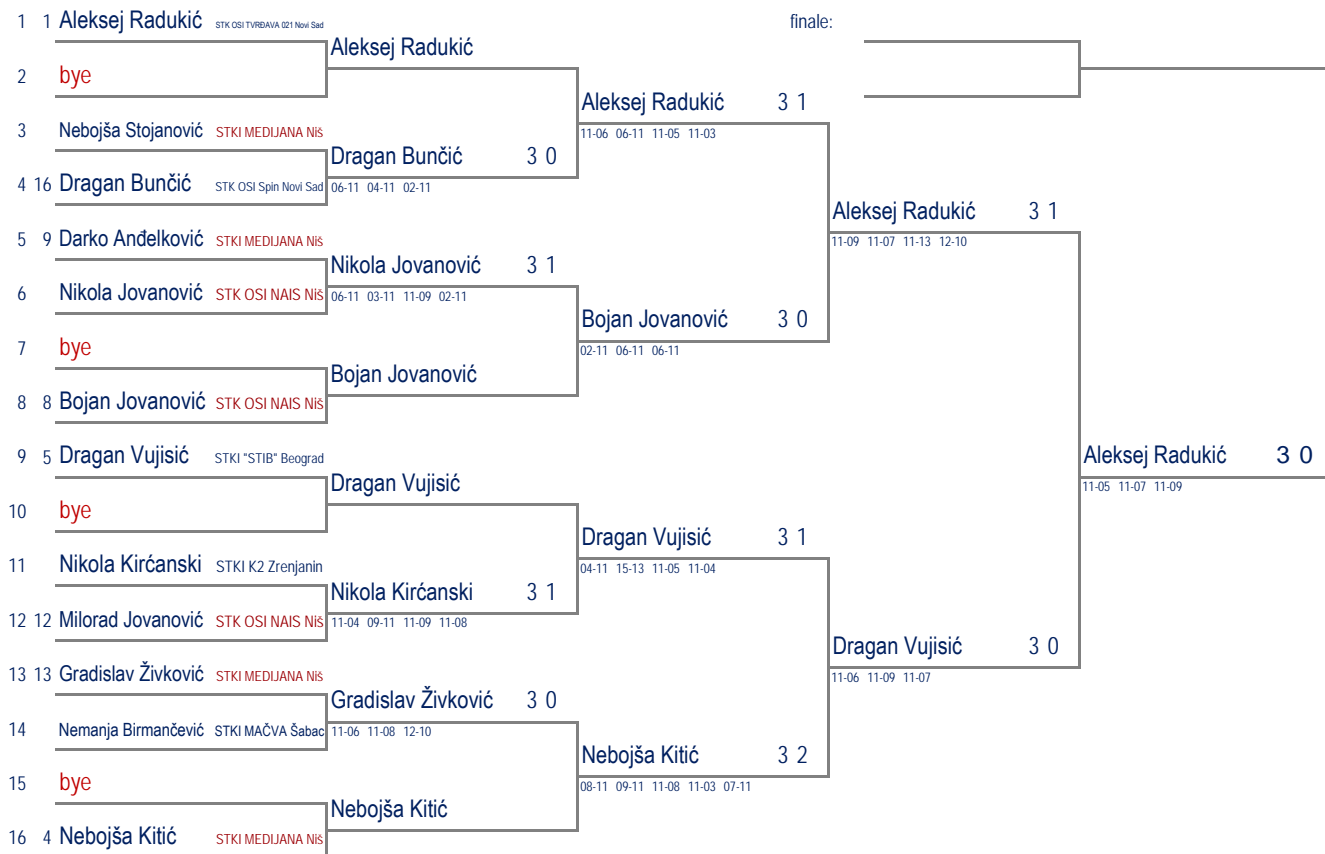 1 1 Aleksej Radukić STK OSI TVRĐAVA 021 Novi Sad
finale:
Aleksej Radukić
2 bye
Aleksej Radukić 3 1
3 Nebojša Stojanović STKI MEDIJANA Niš
11-06 06-11 11-05 11-03
Dragan Bunčić 3 0
4 16 Dragan Bunčić STK OSI Spin Novi Sad
06-11 04-11 02-11
Aleksej Radukić 3 1
5 9 Darko Anđelković STKI MEDIJANA Niš
11-09 11-07 11-13 12-10
Nikola Jovanović 3 1
6 Nikola Jovanović STK OSI NAIS Niš
06-11 03-11 11-09 02-11
Bojan Jovanović 3 0
7 bye
02-11 06-11 06-11
Bojan Jovanović
8 8 Bojan Jovanović STK OSI NAIS Niš
9 5 Dragan Vujisić STKI "STIB" Beograd
Aleksej Radukić 3 0
Dragan Vujisić
11-05 11-07 11-09
10 bye
Dragan Vujisić 3 1
11 Nikola Kirćanski STKI K2 Zrenjanin
04-11 15-13 11-05 11-04
Nikola Kirćanski 3 1
12 12 Milorad Jovanović STK OSI NAIS Niš
11-04 09-11 11-09 11-08
Dragan Vujisić 3 0
13 13 Gradislav Živković STKI MEDIJANA Niš
11-06 11-09 11-07
Gradislav Živković 3 0
14 Nemanja Birmančević STKI MAČVA Šabac
11-06 11-08 12-10
Nebojša Kitić 3 2
15 bye
08-11 09-11 11-08 11-03 07-11
Nebojša Kitić
16 4 Nebojša Kitić STKI MEDIJANA Niš